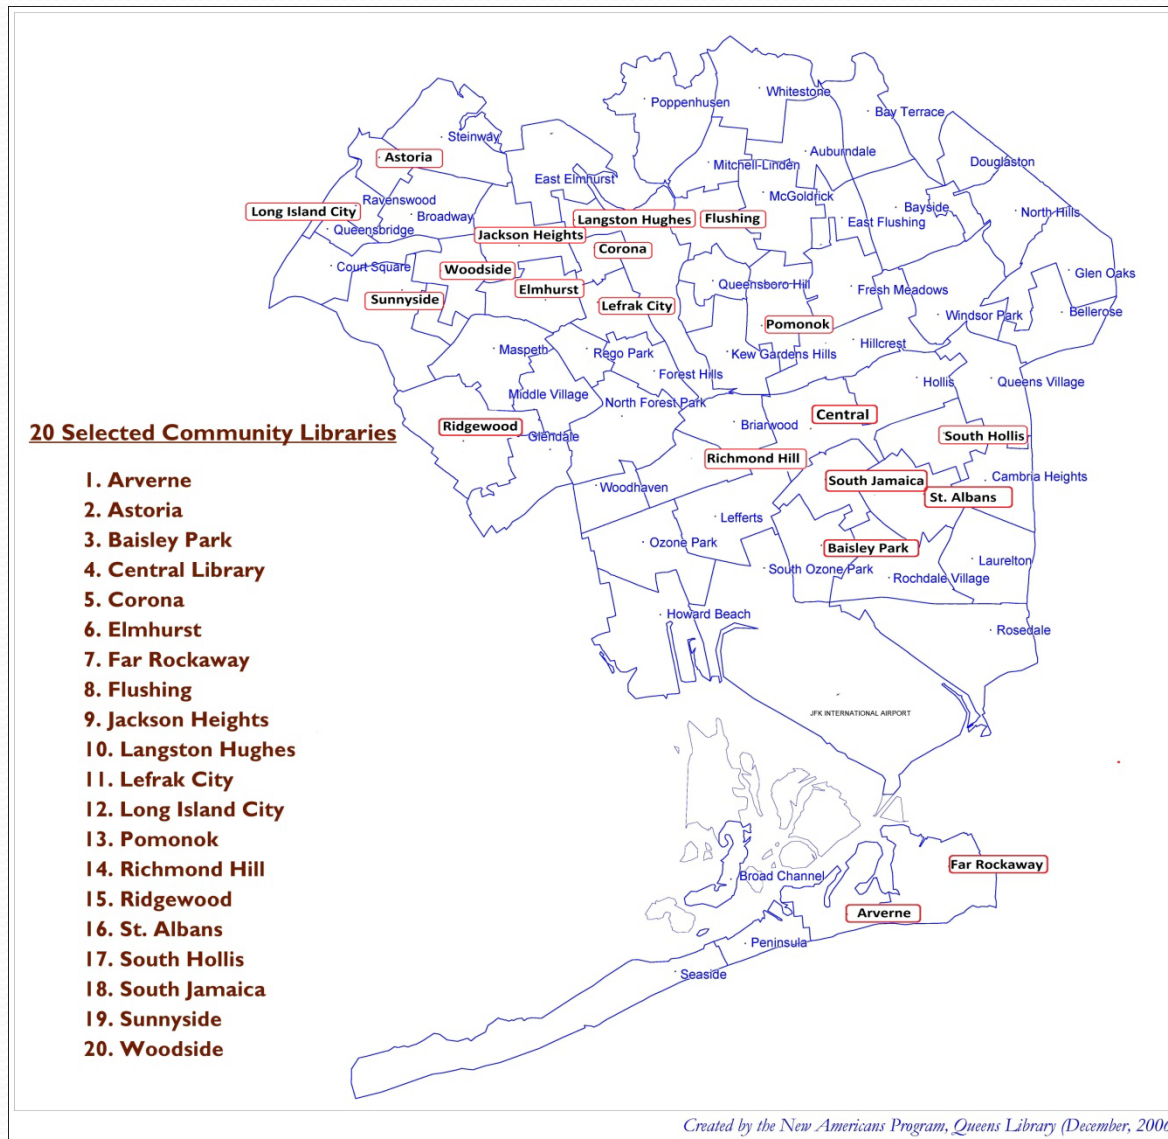 Whitestone
Poppenhusen
Bay Terrace
Steinway
Auburndale
Astoria
Mitchell-Linden
Douglaston
East Elmhurst
McGoldrick
Ravenswood
Long Island City
Broadway
Langston Hughes
Flushing
Bayside
North Hills
East Flushing
Queensbridge
Jackson Heights
Corona
Court Square
Woodside
Glen Oaks
Elmhurst
Queensboro Hill
Fresh Meadows
Sunnyside
Lefrak City
Windsor Park
Bellerose
Pomonok
Maspeth
Rego Park
Kew Gardens Hills
Hillcrest
Forest Hills
Hollis
Queens Village
Middle Village
North Forest Park
Central
Ridgewood
Glendale
Briarwood
South Hollis
Richmond Hill
Woodhaven
South Jamaica
Cambria Heights
St. Albans
Lefferts
Ozone Park
Baisley Park
South Ozone Park
Rochdale Village
Laurelton
Howard Beach
Rosedale
JFK INTERNATIONAL AIRPORT
Broad Channel
Far Rockaway
Arverne
Peninsula
Seaside
20 Selected Community Libraries
1. Arverne
2. Astoria
3. Baisley Park
4. Central Library
5. Corona
6. Elmhurst
7. Far Rockaway
8. Flushing
9. Jackson Heights
10. Langston Hughes
11. Lefrak City
12. Long Island City
13. Pomonok
14. Richmond Hill
15. Ridgewood
16. St. Albans
17. South Hollis
18. South Jamaica
19. Sunnyside
20. Woodside
Created by the New Americans Program, Queens Library (December, 2006